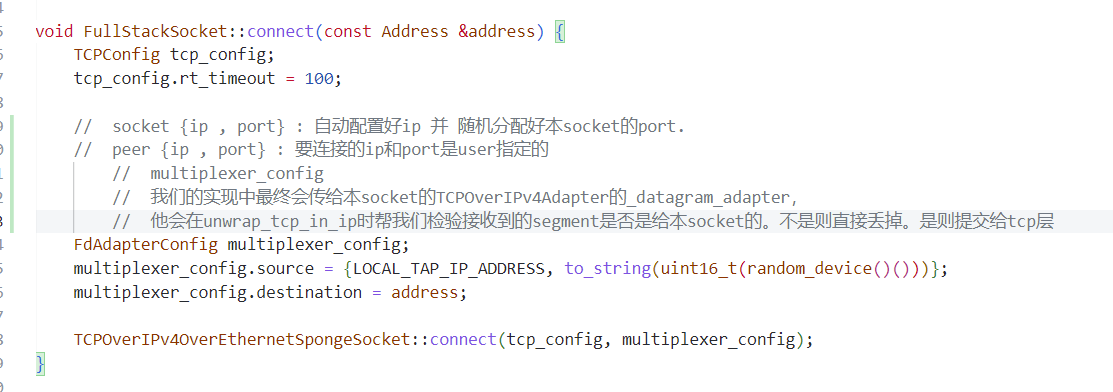 void FullStackSocket::connect(const Address &address) {
TCPConfig tcp_config;
tcp_config.rt_timeout = 100;
// socket {ip , port} : 自动配置好ip 并 随机分配好本socket的port.
// peer {ip , port} : 要连接的ip和port是user指定的
// multiplexer_config
// 我们的实现中最终会传给本socket的TCPOverIPv4Adapter的_datagram_adapter,
// 他会在unwrap_tcp_in_ip时帮我们检验接收到的segment是否是给本socket的。不是则直接丢掉。是则提交给tcp层
FdAdapterConfig multiplexer_config;
multiplexer_config.source = {LOCAL_TAP_IP_ADDRESS, to_string(uint16_t(random_device()()))};
multiplexer_config.destination = address;
TCPOverIPv4OverEthernetSpongeSocket::connect(tcp_config, multiplexer_config);
}